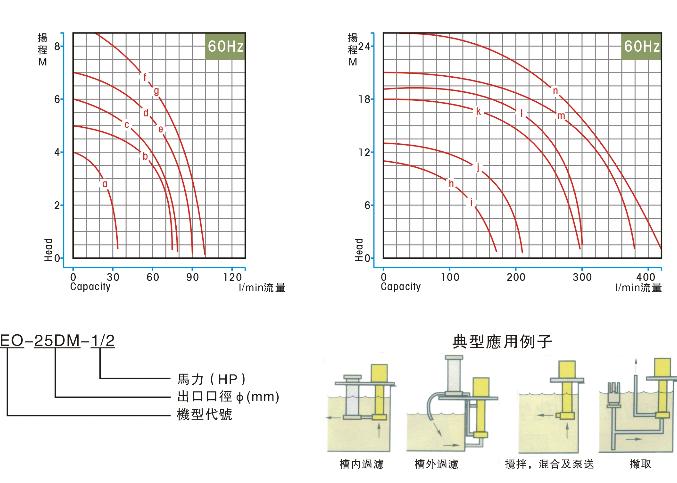 揚程 M
60Hz
8
6
4
2
0
Head
f
g
d
e
c
b
a
0 30 60 90 120
Capacity l/min流量
揚程 M
60Hz
24
18
12
6
0
Head
n
m
l
k
j
h
i
0 100 200 300 400
Capacity l/min流量
EO-25DM-1/2
馬力(HP)
出口口徑φ(mm)
機型代號
典型應用例子
槽內過濾 槽外過濾 攪拌，混合及泵送 撤取